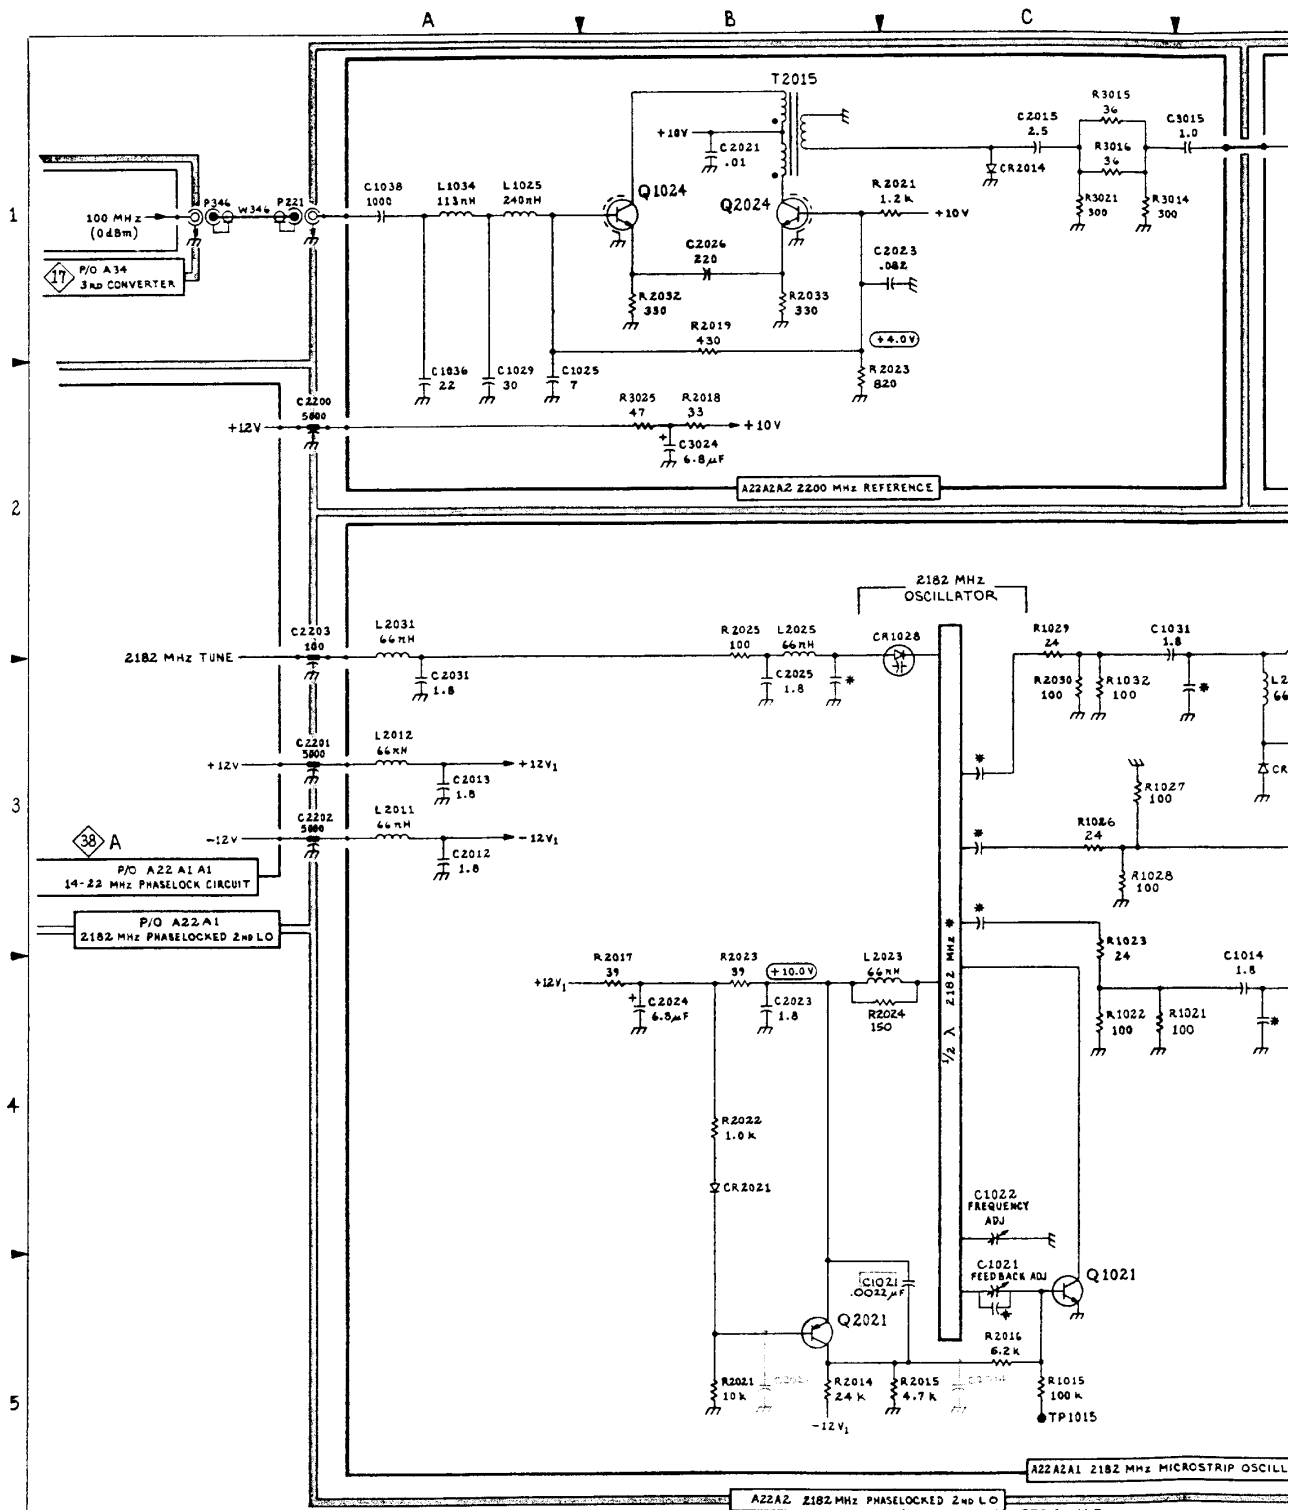 A
B
C
T2015
R3015
36
C2015
2.5
C3015
1.0
+10V
C2021
.01
R3016
36
CR2014
1
C1038
1000
L1034
113nH
L1025
240nH
Q1024
Q2024
R2021
1.2K
+10V
R3021
300
R3014
300
P346
W346
P221
100 MHz
(0dBm)
C2026
220
C2023
.082
17
P/O A34
3RD CONVERTER
R2032
330
R2033
330
R2019
430
+4.0V
C1036
22
C1029
30
C1025
7
R2023
820
C2200
5000
+12V
R3025
47
R2018
33
+10V
+
C3024
6.8µF
A22A2A2 2200 MHz REFERENCE
2
2182 MHz
OSCILLATOR
C2203
100
L2031
66nH
R2025
100
L2025
66nH
CR1028
R1029
24
C1031
1.8
2182 MHz TUNE
C2031
1.8
C2025
1.8
*
R2030
100
R1032
100
*
L2
66
C2201
5000
L2012
66nH
+12V
+12V₁
C2013
1.8
*
CR
R1027
100
3
C2202
5000
L2011
66nH
-12V
-12V₁
C2012
1.8
*
R1026
24
R1028
100
38 A
P/O A22A1A1
14-22 MHz PHASELOCK CIRCUIT
P/O A22A1
2182 MHz PHASELOCKED 2ND LO
*
R1023
24
R2017
39
R2023
39
+10.0V
L2023
66nH
C1014
1.8
+12V₁
+
C2024
6.8µF
C2023
1.8
R2024
150
1/2 λ 2182 MHz *
R1022
100
R1021
100
*
4
R2022
1.0K
CR2021
C1022
FREQUENCY
ADJ
C1021
.0022µF
C1021
FEEDBACK ADJ
Q1021
*
Q2021
R2016
6.2K
R2021
10K
R2014
24K
R2015
4.7K
R1015
100K
5
-12V₁
TP1015
A22A2A1 2182 MHz MICROSTRIP OSCILL
A22A2 2182MHz PHASELOCKED 2ND LO